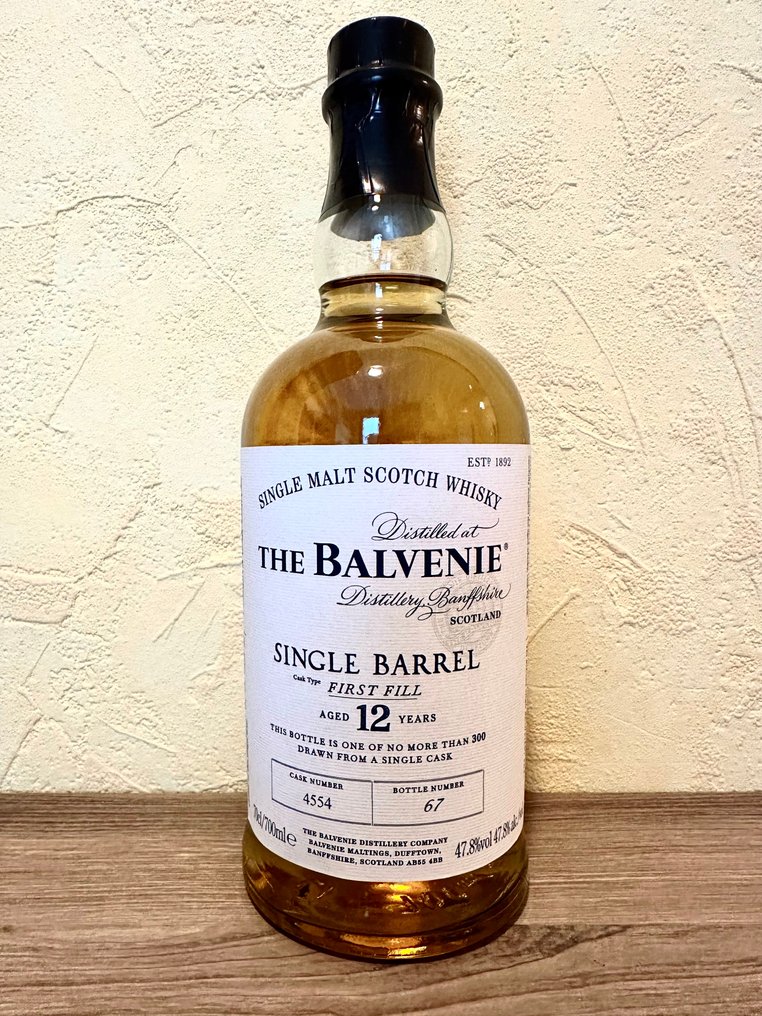 ESTD 1892
SINGLE MALT SCOTCH WHISKY
Distilled at
THE BALVENIE®
Distillery, Banffshire
SCOTLAND
SINGLE BARREL
Cask Type FIRST FILL
AGED 12 YEARS
THIS BOTTLE IS ONE OF NO MORE THAN 300
DRAWN FROM A SINGLE CASK
CASK NUMBER
4554
BOTTLE NUMBER
67
70cl/700ml℮
THE BALVENIE DISTILLERY COMPANY
BALVENIE MALTINGS, DUFFTOWN,
BANFFSHIRE, SCOTLAND AB55 4BB
47.8%vol 47.8% alc.